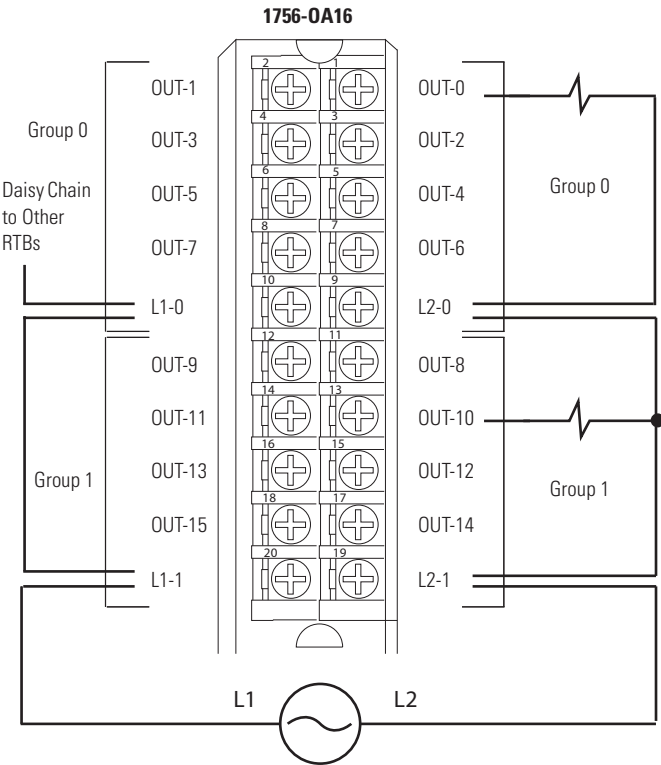 1756-OA16
2 1
OUT-1 OUT-0
4 3
Group 0
OUT-3 OUT-2
6 5
Daisy Chain
to Other
RTBs
OUT-5 OUT-4
Group 0
8 7
OUT-7 OUT-6
10 9
L1-0 L2-0
12 11
OUT-9 OUT-8
14 13
OUT-11 OUT-10
16 15
Group 1
OUT-13 OUT-12
Group 1
18 17
OUT-15 OUT-14
20 19
L1-1 L2-1
L1 L2